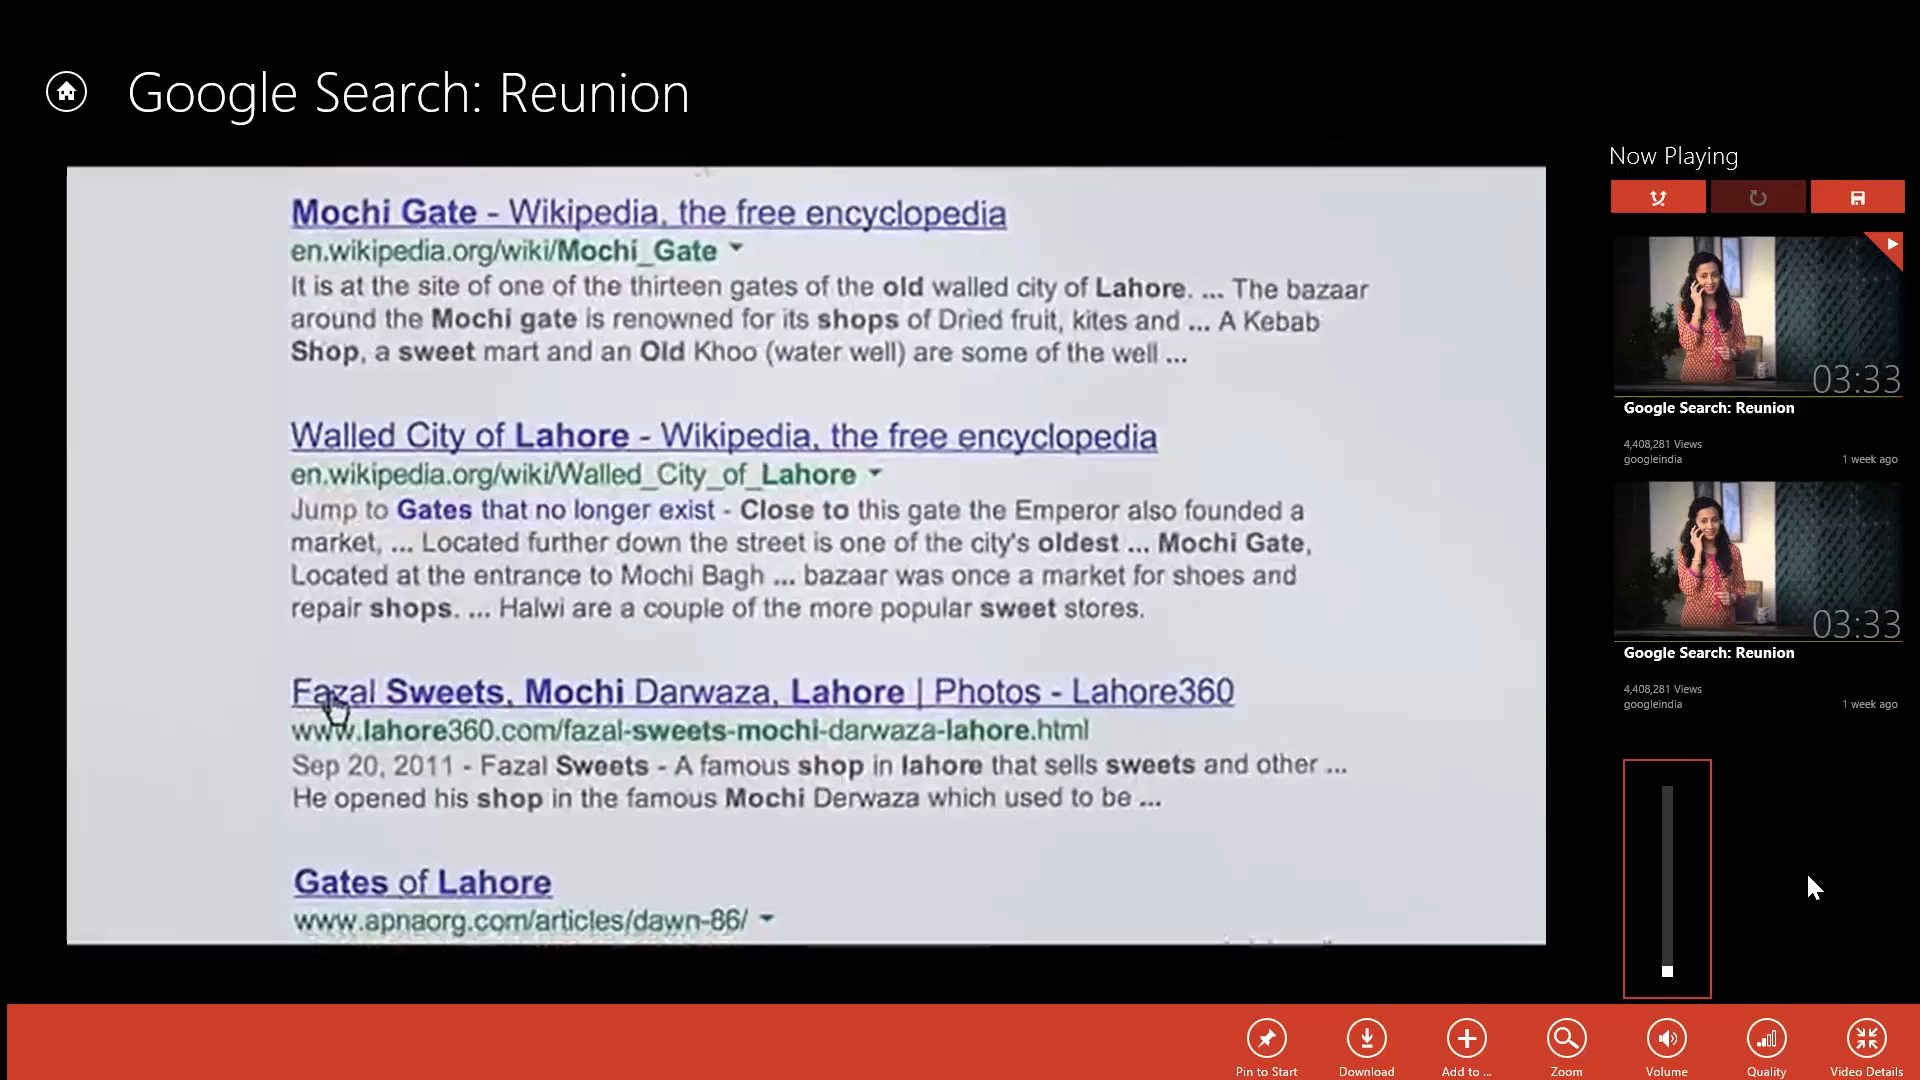 Google Search: Reunion
Mochi Gate - Wikipedia, the free encyclopedia
en.wikipedia.org/wiki/Mochi_Gate
It is at the site of one of the thirteen gates of the old walled city of Lahore. ... The bazaar
around the Mochi gate is renowned for its shops of Dried fruit, kites and ... A Kebab
Shop, a sweet mart and an Old Khoo (water well) are some of the well ...
Walled City of Lahore - Wikipedia, the free encyclopedia
en.wikipedia.org/wiki/Walled_City_of_Lahore
Jump to Gates that no longer exist - Close to this gate the Emperor also founded a
market, ... Located further down the street is one of the city's oldest ... Mochi Gate,
Located at the entrance to Mochi Bagh ... bazaar was once a market for shoes and
repair shops. ... Halwi are a couple of the more popular sweet stores.
Fazal Sweets, Mochi Darwaza, Lahore | Photos - Lahore360
www.lahore360.com/fazal-sweets-mochi-darwaza-lahore.html
Sep 20, 2011 - Fazal Sweets - A famous shop in lahore that sells sweets and other ...
He opened his shop in the famous Mochi Derwaza which used to be ...
Gates of Lahore
www.apnaorg.com/articles/dawn-86/
Now Playing
03:33
Google Search: Reunion
4,408,281 Views
googleindia 1 week ago
03:33
Google Search: Reunion
4,408,281 Views
googleindia 1 week ago
Pin to Start Download Add to ... Zoom Volume Quality Video Details